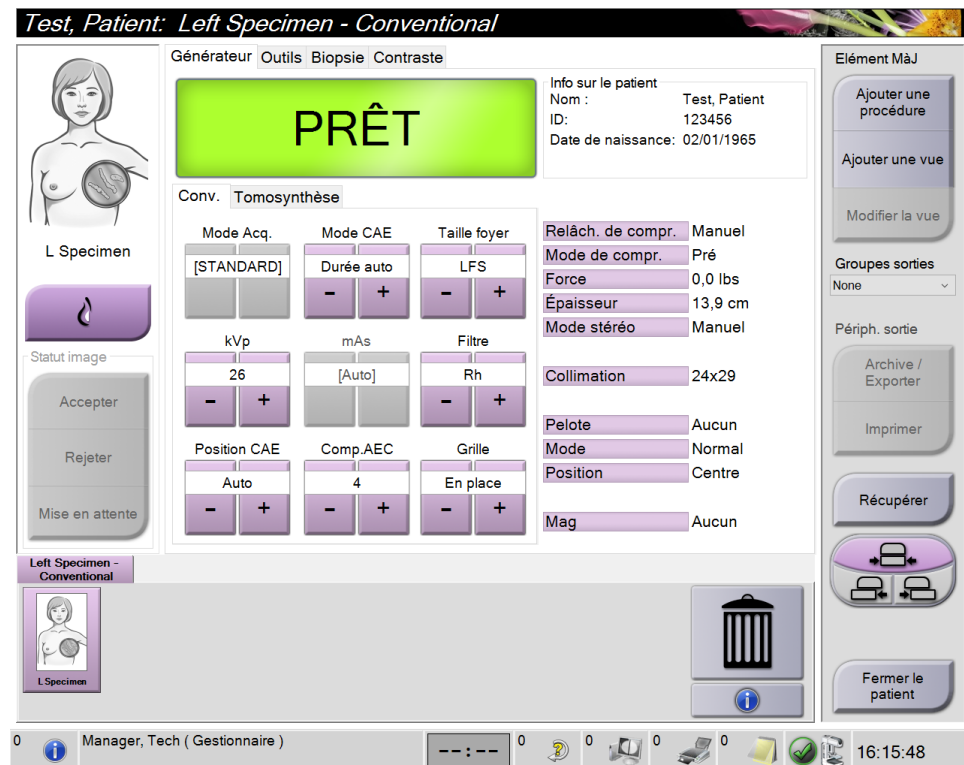 Test, Patient: Left Specimen - Conventional
Générateur Outils Biopsie Contraste
PRÊT
Info sur le patient
Nom : Test, Patient
ID: 123456
Date de naissance: 02/01/1965
L Specimen
Statut image
Accepter
Rejeter
Mise en attente
Conv. Tomosynthèse
Mode Acq. Mode CAE Taille foyer
[STANDARD] Durée auto LFS
- + - +
kVp mAs Filtre
26 [Auto] Rh
- + - +
Position CAE Comp.AEC Grille
Auto 4 En place
- + - + - +
Relâch. de compr. Manuel
Mode de compr. Pré
Force 0,0 lbs
Épaisseur 13,9 cm
Mode stéréo Manuel
Collimation 24x29
Pelote Aucun
Mode Normal
Position Centre
Mag Aucun
Elément MàJ
Ajouter une
procédure
Ajouter une vue
Modifier la vue
Groupes sorties
None
Périph. sortie
Archive /
Exporter
Imprimer
Récupérer
Fermer le
patient
Left Specimen -
Conventional
L Specimen
0 Manager, Tech ( Gestionnaire ) --:-- 0 0 0 0 16:15:48